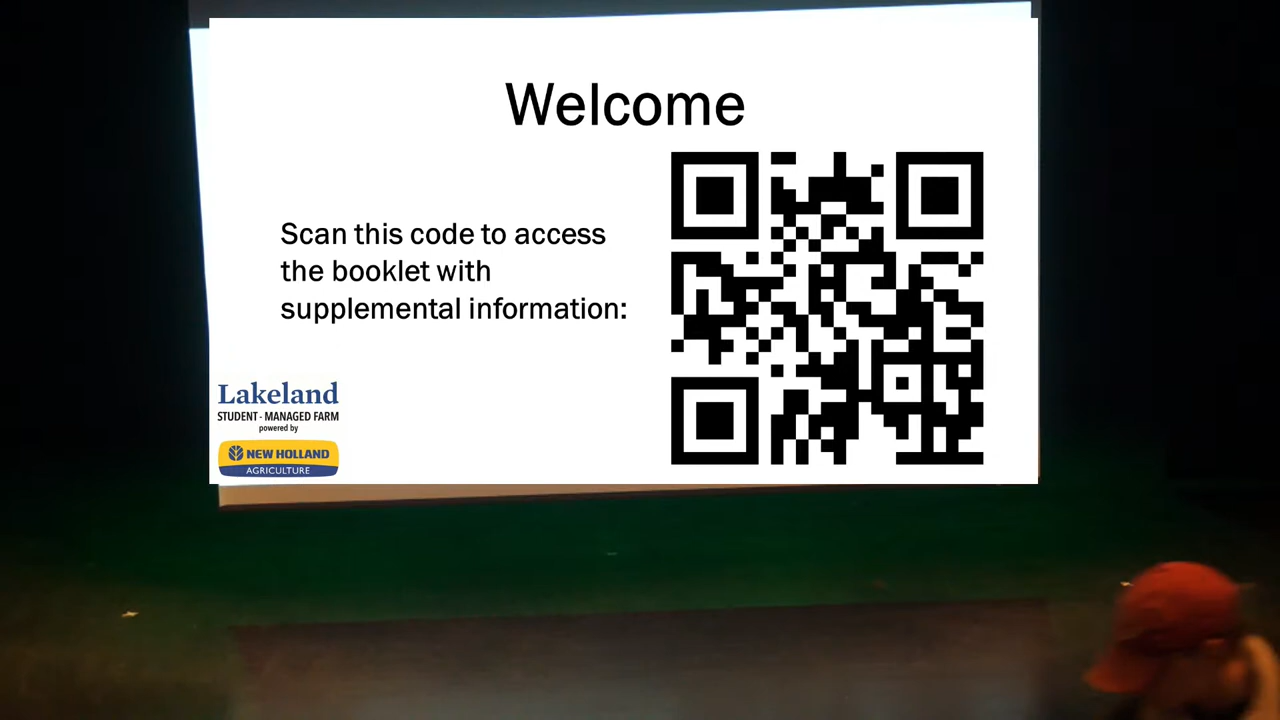 Welcome
Scan this code to access
the booklet with
supplemental information:
Lakeland
STUDENT - MANAGED FARM
powered by
NEW HOLLAND
AGRICULTURE